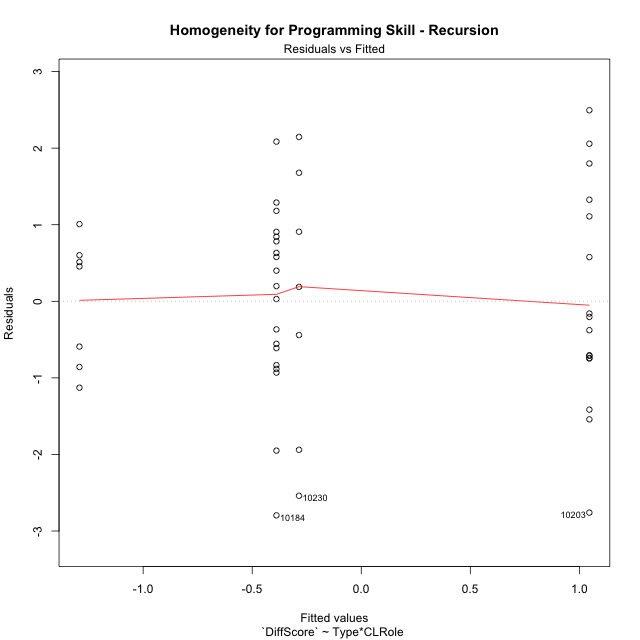 Homogeneity for Programming Skill - Recursion
Residuals vs Fitted
3
2
1
0
-1
-2
-3
Residuals
10230
10184
10203
-1.0 -0.5 0.0 0.5 1.0
Fitted values
`DiffScore` ~ Type*CLRole